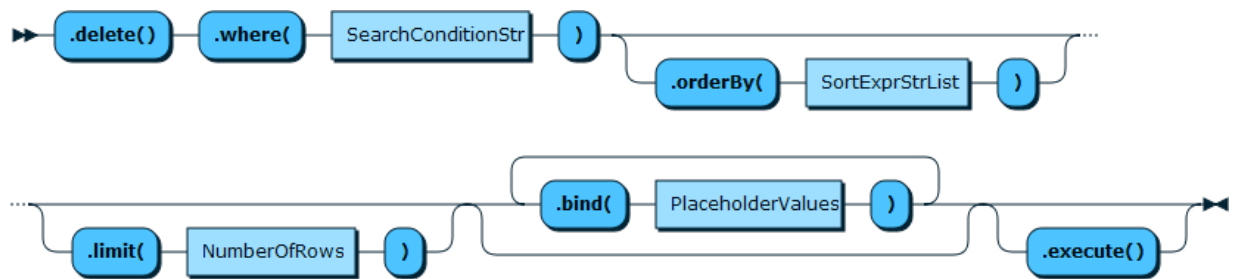 .delete() .where( SearchConditionStr )
.orderBy( SortExprStrList )
.bind( PlaceholderValues )
.limit( NumberOfRows ) .execute()